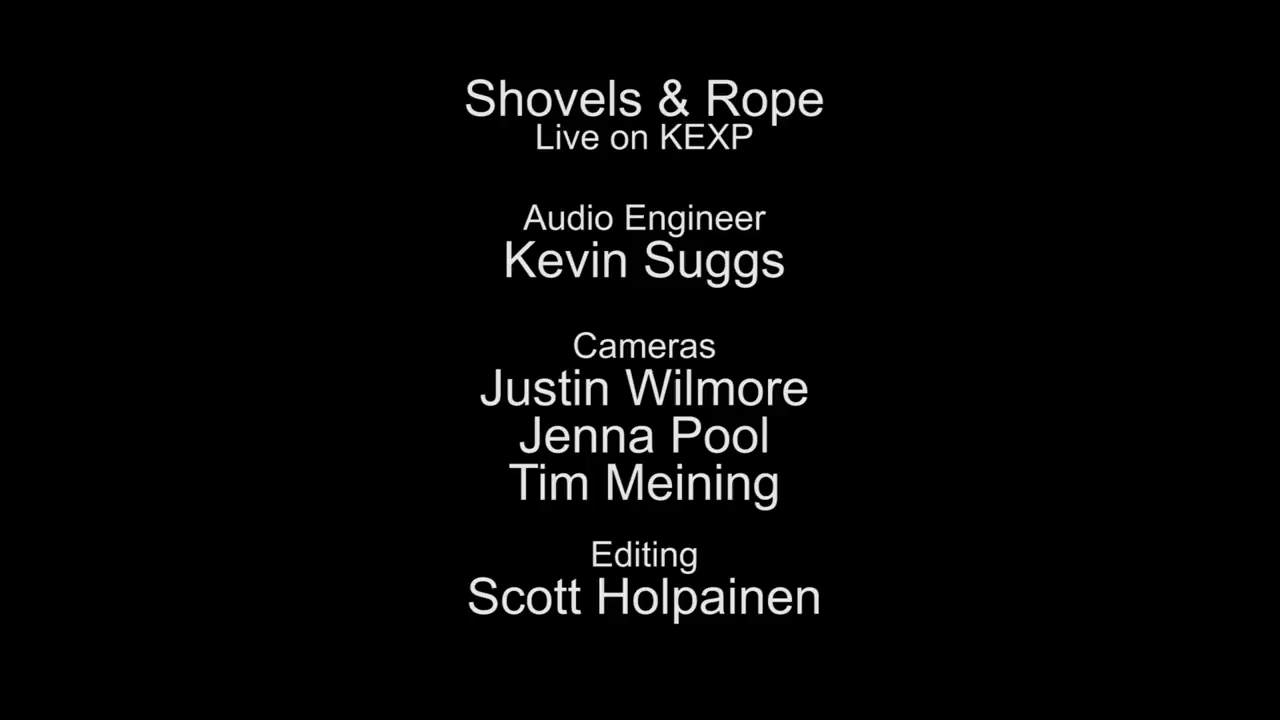 Shovels & Rope
Live on KEXP
Audio Engineer
Kevin Suggs
Cameras
Justin Wilmore
Jenna Pool
Tim Meining
Editing
Scott Holpainen